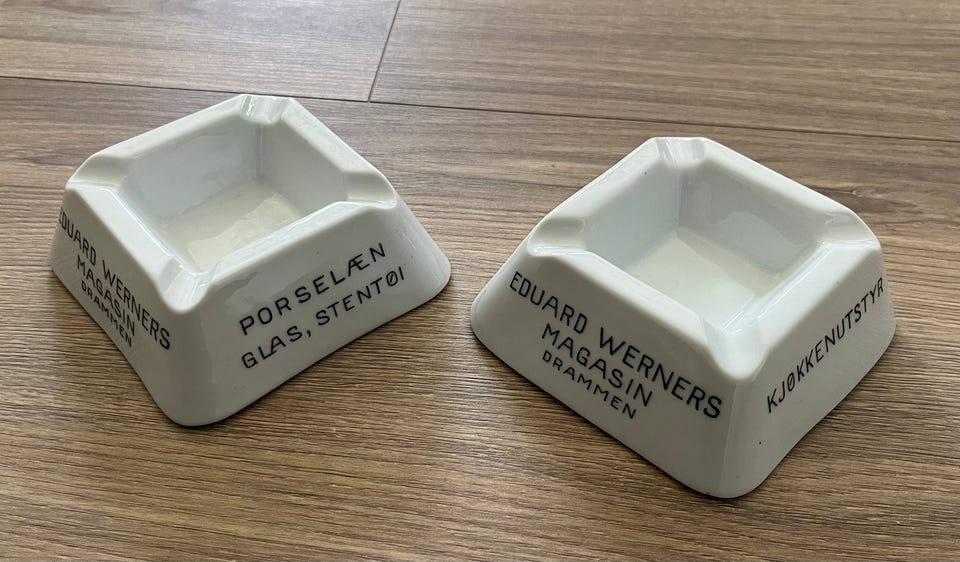 EDUARD WERNERS
MAGASIN
DRAMMEN
PORSELÆN
GLAS, STENTØI
EDUARD WERNERS
MAGASIN
DRAMMEN
KJØKKENUTSTYR